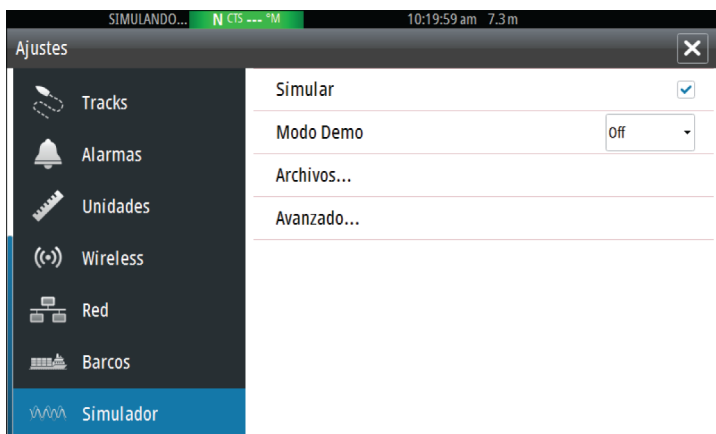 SIMULANDO... N CTS --- °M 10:19:59 am 7.3 m
Ajustes
Tracks
Alarmas
Unidades
Wireless
Red
Barcos
Simulador
Simular
Modo Demo Off
Archivos...
Avanzado...